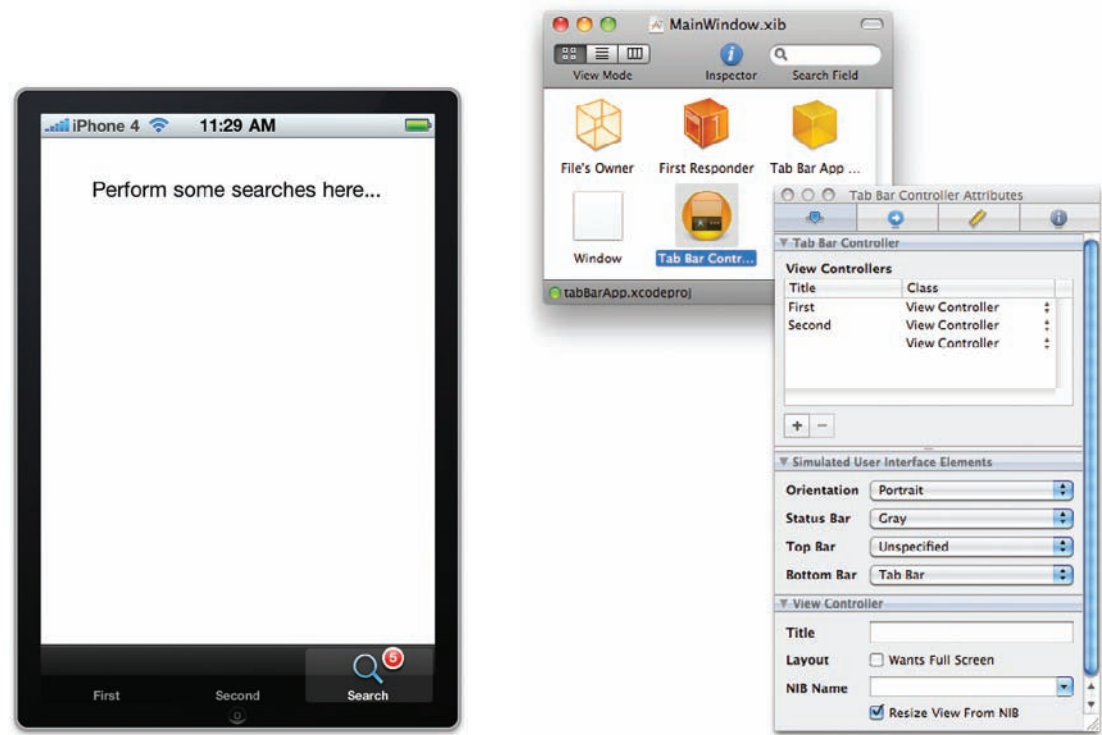 iPhone 4 11:29 AM
Perform some searches here...
5
First Second Search
MainWindow.xib
View Mode Inspector Search Field
File's Owner First Responder Tab Bar App ...
Window Tab Bar Contr...
tabBarApp.xcodeproj
Tab Bar Controller Attributes
Tab Bar Controller
View Controllers
Title Class
First View Controller
Second View Controller
View Controller
+ −
Simulated User Interface Elements
Orientation Portrait
Status Bar Gray
Top Bar Unspecified
Bottom Bar Tab Bar
View Controller
Title
Layout Wants Full Screen
NIB Name
Resize View From NIB